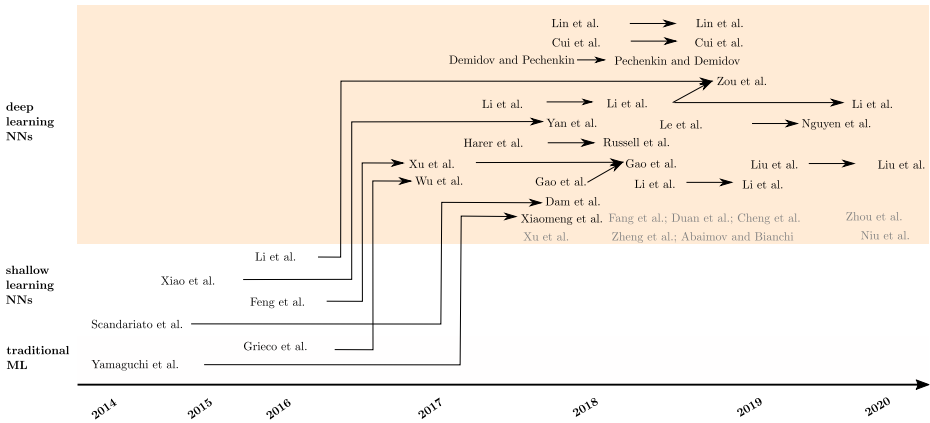 Lin et al. Lin et al.
Cui et al. Cui et al.
Demidov and Pechenkin Pechenkin and Demidov
Zou et al.
deep
learning
NNs
Li et al. Li et al. Li et al.
Yan et al. Le et al. Nguyen et al.
Harer et al. Russell et al.
Xu et al. Gao et al. Liu et al. Liu et al.
Wu et al. Gao et al. Li et al. Li et al.
Dam et al.
Xiaomeng et al. Fang et al.; Duan et al.; Cheng et al. Zhou et al.
Xu et al. Zheng et al.; Abaimov and Bianchi Niu et al.
shallow
learning
NNs
Li et al.
Xiao et al.
Feng et al.
Scandariato et al.
traditional
ML
Grieco et al.
Yamaguchi et al.
2014 2015 2016 2017 2018 2019 2020